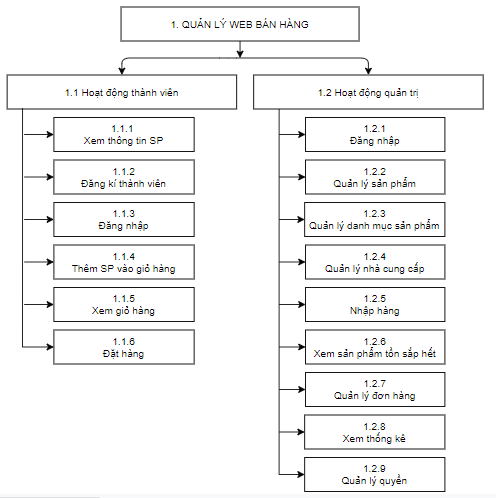 1. QUẢN LÝ WEB BÁN HÀNG
1.1 Hoạt động thành viên
1.1.1
Xem thông tin SP
1.1.2
Đăng kí thành viên
1.1.3
Đăng nhập
1.1.4
Thêm SP vào giỏ hàng
1.1.5
Xem giỏ hàng
1.1.6
Đặt hàng
1.2 Hoạt động quản trị
1.2.1
Đăng nhập
1.2.2
Quản lý sản phẩm
1.2.3
Quản lý danh mục sản phẩm
1.2.4
Quản lý nhà cung cấp
1.2.5
Nhập hàng
1.2.6
Xem sản phẩm tồn sắp hết
1.2.7
Quản lý đơn hàng
1.2.8
Xem thống kê
1.2.9
Quản lý quyền